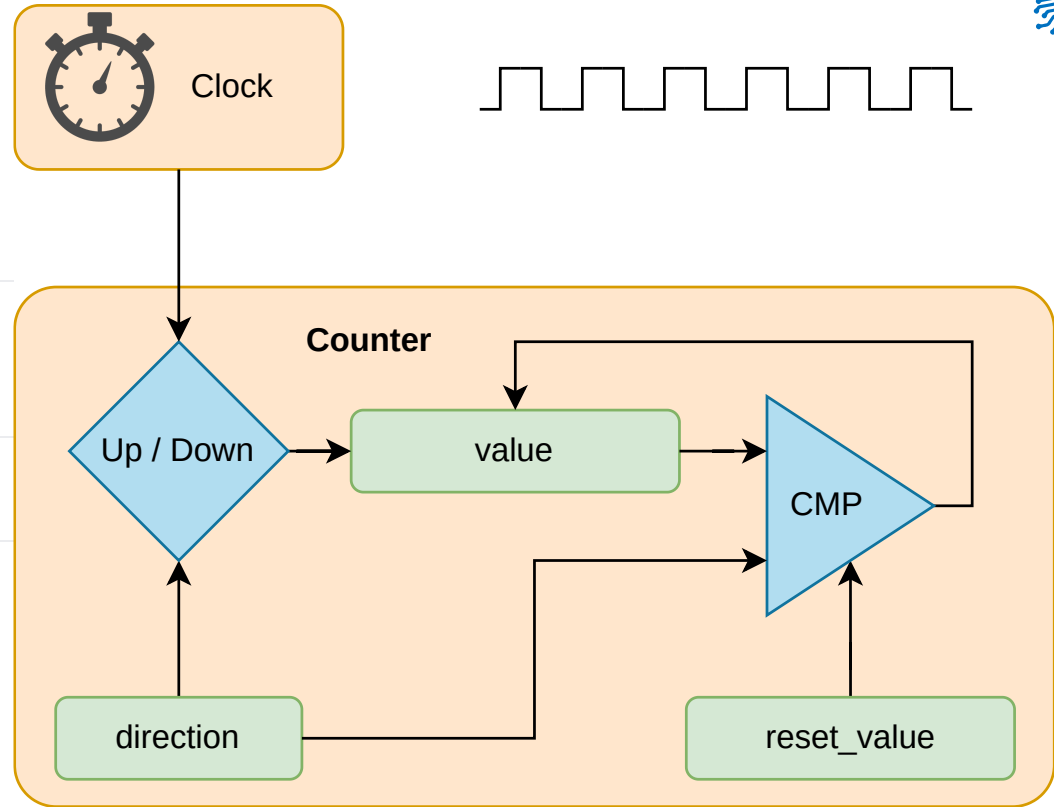 Clock
Counter
Up / Down
value
CMP
direction
reset_value